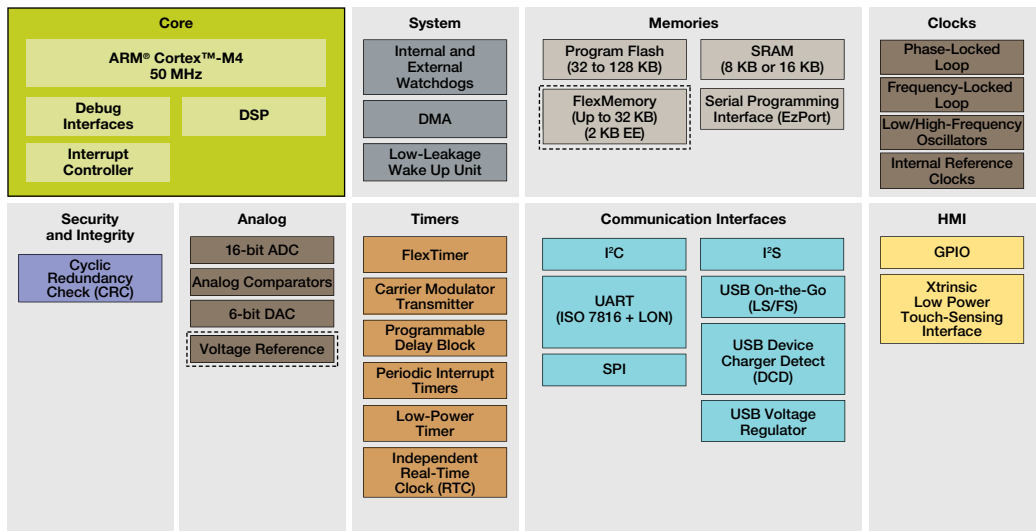 Core
ARM® Cortex™-M4
50 MHz
Debug
Interfaces
DSP
Interrupt
Controller
System
Internal and
External
Watchdogs
DMA
Low-Leakage
Wake Up Unit
Memories
Program Flash
(32 to 128 KB)
SRAM
(8 KB or 16 KB)
FlexMemory
(Up to 32 KB)
(2 KB EE)
Serial Programming
Interface (EzPort)
Clocks
Phase-Locked
Loop
Frequency-Locked
Loop
Low/High-Frequency
Oscillators
Internal Reference
Clocks
Security
and Integrity
Cyclic
Redundancy
Check (CRC)
Analog
16-bit ADC
Analog Comparators
6-bit DAC
Voltage Reference
Timers
FlexTimer
Carrier Modulator
Transmitter
Programmable
Delay Block
Periodic Interrupt
Timers
Low-Power
Timer
Independent
Real-Time
Clock (RTC)
Communication Interfaces
I²C
UART
(ISO 7816 + LON)
SPI
I²S
USB On-the-Go
(LS/FS)
USB Device
Charger Detect
(DCD)
USB Voltage
Regulator
HMI
GPIO
Xtrinsic
Low Power
Touch-Sensing
Interface